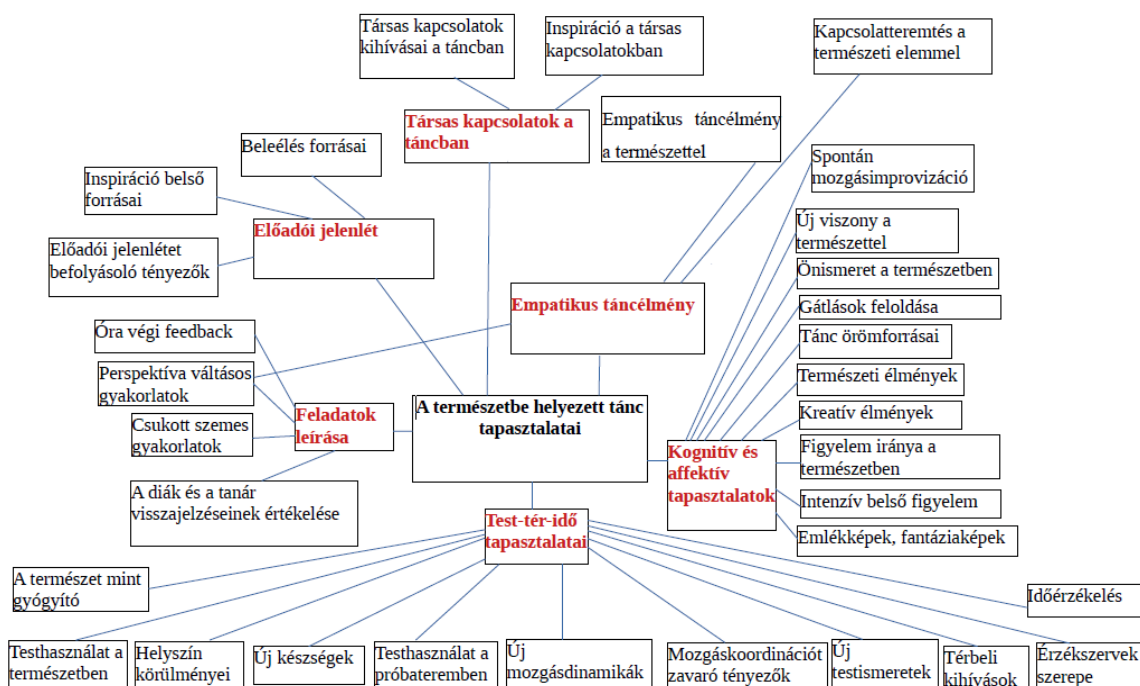 Társas kapcsolatok
kihívásai a táncban
Inspiráció a társas
kapcsolatokban
Kapcsolatteremtés a
természeti elemmel
Társas kapcsolatok a
táncban
Empatikus táncélmény
a természettel
Beleélés forrásai
Spontán
mozgásimprovizáció
Inspiráció belső
forrásai
Előadói jelenlét
Új viszony a
természettel
Előadói jelenlétet
befolyásoló tényezők
Önismeret a természetben
Empatikus táncélmény
Gátlások feloldása
Óra végi feedback
Tánc örömforrásai
Perspektíva váltásos
gyakorlatok
Természeti élmények
A természetbe helyezett tánc
tapasztalatai
Feladatok
leírása
Kreatív élmények
Csukott szemes
gyakorlatok
Kognitív és
affektív
tapasztalatok
Figyelem iránya a
természetben
A diák és a tanár
visszajelzéseinek értékelése
Intenzív belső figyelem
Test-tér-idő
tapasztalatai
Emlékképek, fantáziaképek
A természet mint
gyógyító
Időérzékelés
Testhasználat a
természetben
Helyszín
körülményei
Új készségek
Testhasználat a
próbateremben
Új
mozgásdinamikák
Mozgáskoordinációt
zavaró tényezők
Új
testismeretek
Térbeli
kihívások
Érzékszervek
szerepe